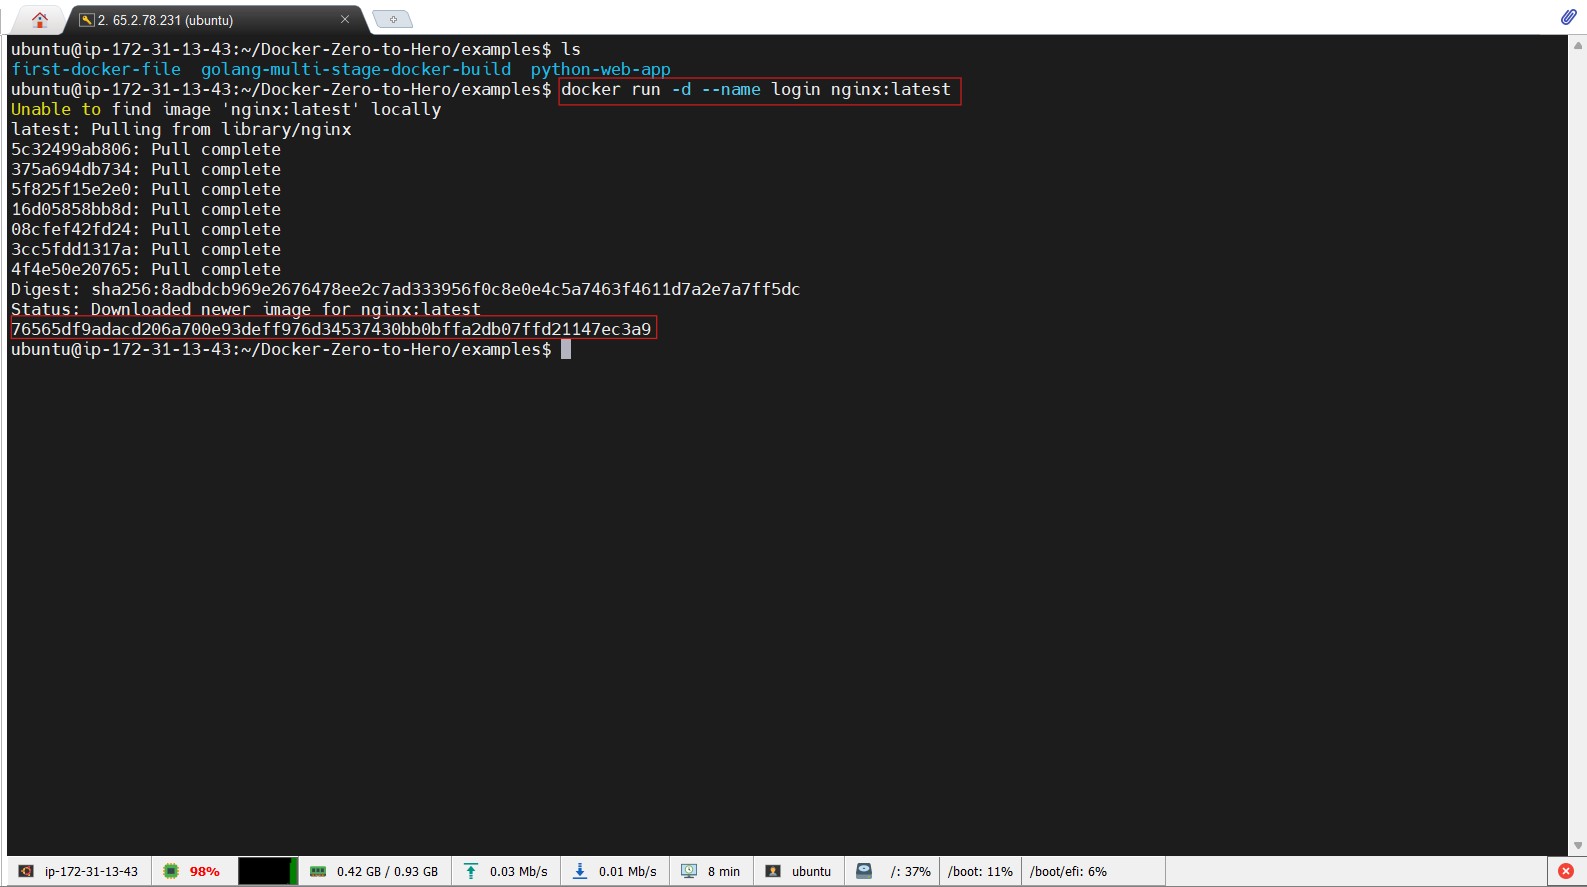 2. 65.2.78.231 (ubuntu)
ubuntu@ip-172-31-13-43:~/Docker-Zero-to-Hero/examples$ ls
first-docker-file  golang-multi-stage-docker-build  python-web-app
ubuntu@ip-172-31-13-43:~/Docker-Zero-to-Hero/examples$ docker run -d --name login nginx:latest
Unable to find image 'nginx:latest' locally
latest: Pulling from library/nginx
5c32499ab806: Pull complete
375a694db734: Pull complete
5f825f15e2e0: Pull complete
16d05858bb8d: Pull complete
08cfef42fd24: Pull complete
3cc5fdd1317a: Pull complete
4f4e50e20765: Pull complete
Digest: sha256:8adbdcb969e2676478ee2c7ad333956f0c8e0e4c5a7463f4611d7a2e7a7ff5dc
Status: Downloaded newer image for nginx:latest
76565df9adacd206a700e93deff976d34537430bb0bffa2db07ffd21147ec3a9
ubuntu@ip-172-31-13-43:~/Docker-Zero-to-Hero/examples$
ip-172-31-13-43 98% 0.42 GB / 0.93 GB 0.03 Mb/s 0.01 Mb/s 8 min ubuntu /: 37% /boot: 11% /boot/efi: 6%